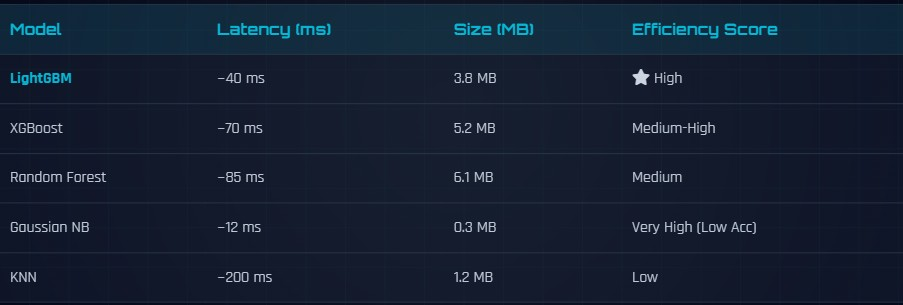 Model Latency (ms) Size (MB) Efficiency Score
LightGBM ~40 ms 3.8 MB ★ High
XGBoost ~70 ms 5.2 MB Medium-High
Random Forest ~85 ms 6.1 MB Medium
Gaussian NB ~12 ms 0.3 MB Very High (Low Acc)
KNN ~200 ms 1.2 MB Low